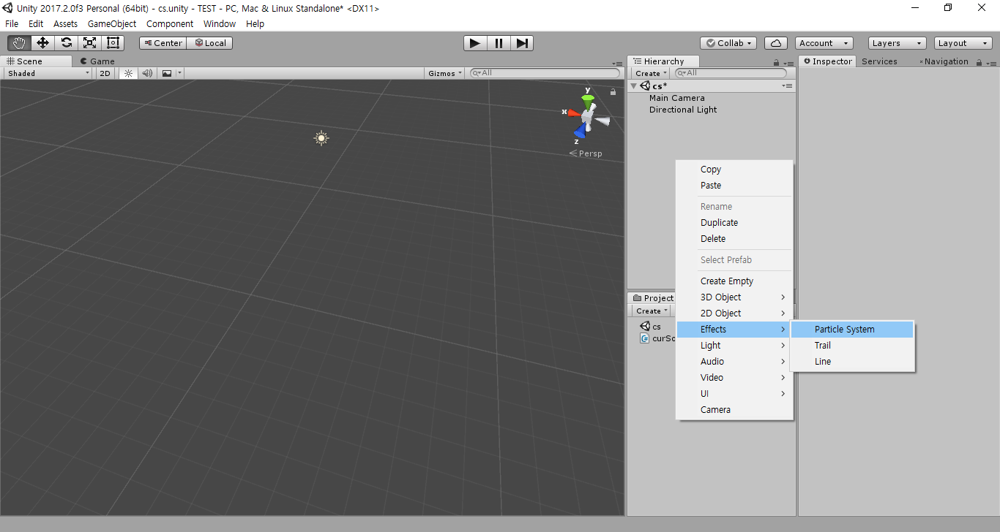 Unity 2017.2.0f3 Personal (64bit) - cs.unity - TEST - PC, Mac & Linux Standalone* <DX11>
File Edit Assets GameObject Component Window Help
Center Local Collab Account Layers Layout
Scene Game
Shaded 2D Gizmos All
y
x
z
Persp
Hierarchy
Create All
cs*
Main Camera
Directional Light
Inspector Services Navigation
Copy
Paste
Rename
Duplicate
Delete
Select Prefab
Create Empty
3D Object
2D Object
Effects
Light
Audio
Video
UI
Camera
Particle System
Trail
Line
Project
Create
cs